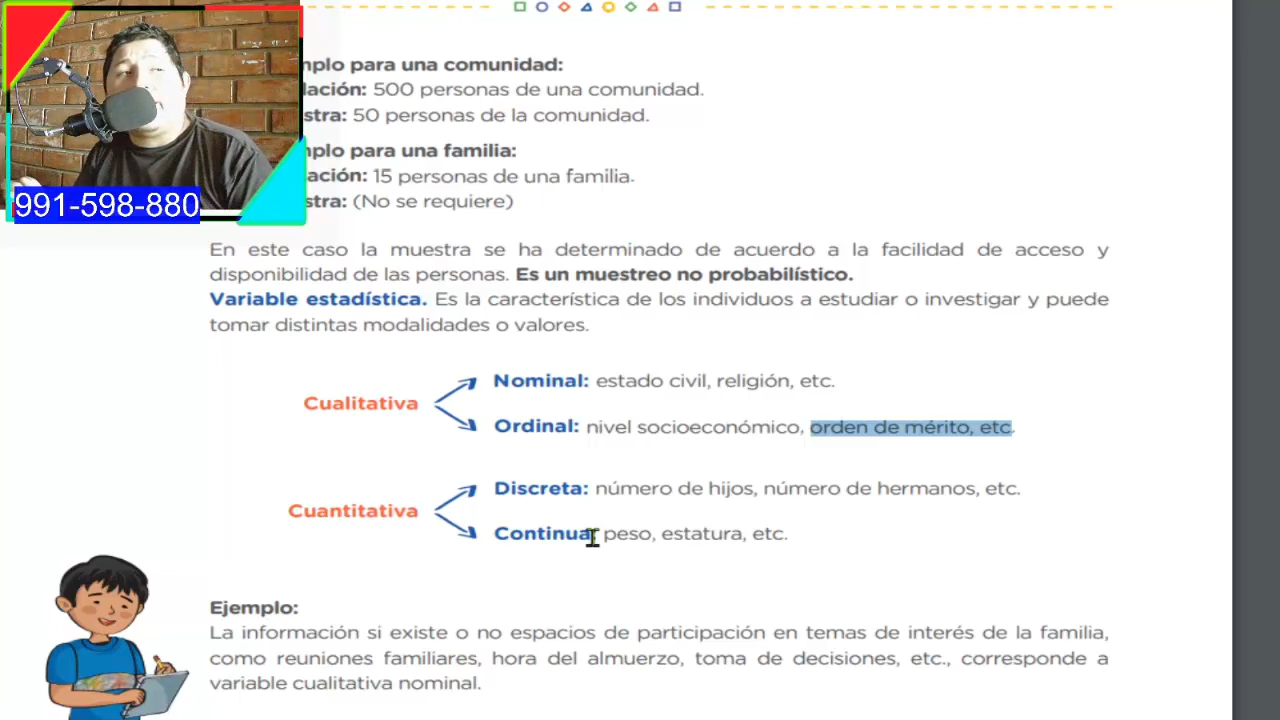 mplo para una comunidad:
lación: 500 personas de una comunidad.
stra: 50 personas de la comunidad.
mplo para una familia:
ación: 15 personas de una familia.
stra: (No se requiere)
991-598-880
En este caso la muestra se ha determinado de acuerdo a la facilidad de acceso y
disponibilidad de las personas. Es un muestreo no probabilístico.
Variable estadística. Es la característica de los individuos a estudiar o investigar y puede
tomar distintas modalidades o valores.
Cualitativa
Nominal: estado civil, religión, etc.
Ordinal: nivel socioeconómico, orden de mérito, etc.
Cuantitativa
Discreta: número de hijos, número de hermanos, etc.
Continua: peso, estatura, etc.
Ejemplo:
La información si existe o no espacios de participación en temas de interés de la familia,
como reuniones familiares, hora del almuerzo, toma de decisiones, etc., corresponde a
variable cualitativa nominal.